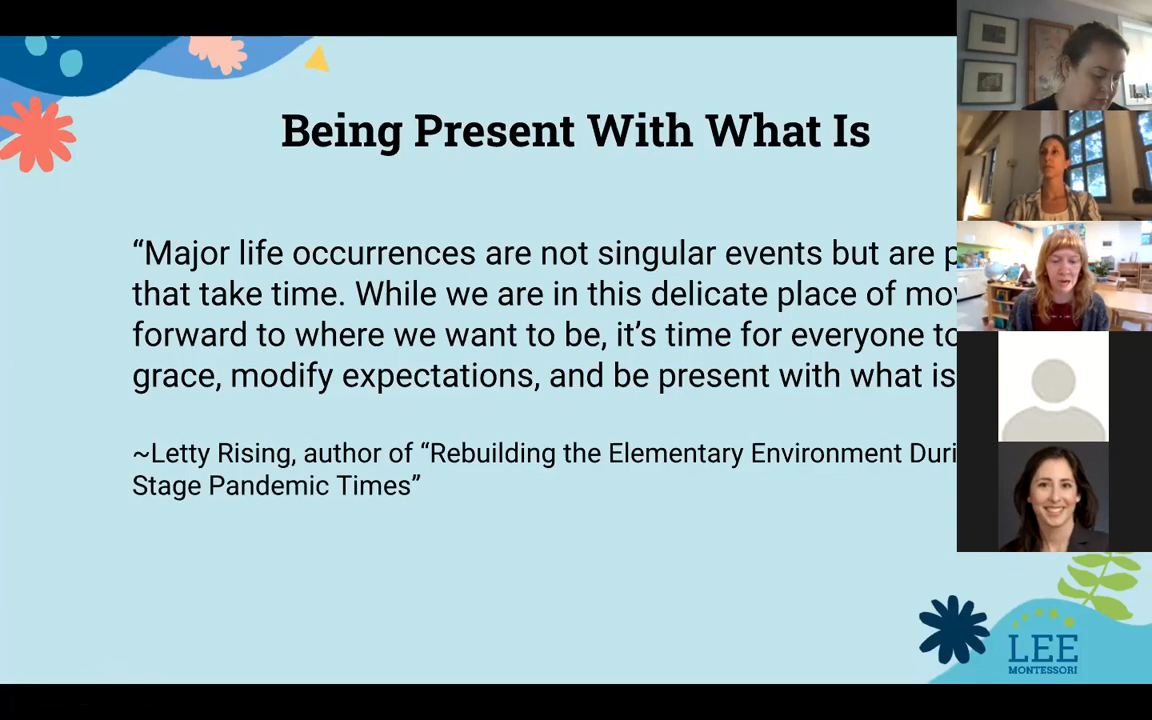 Being Present With What Is
“Major life occurrences are not singular events but are
that take time. While we are in this delicate place of
forward to where we want to be, it’s time for everyone to
grace, modify expectations, and be present with what is
~Letty Rising, author of “Rebuilding the Elementary Environment
Stage Pandemic Times”
LEE
MONTESSORI